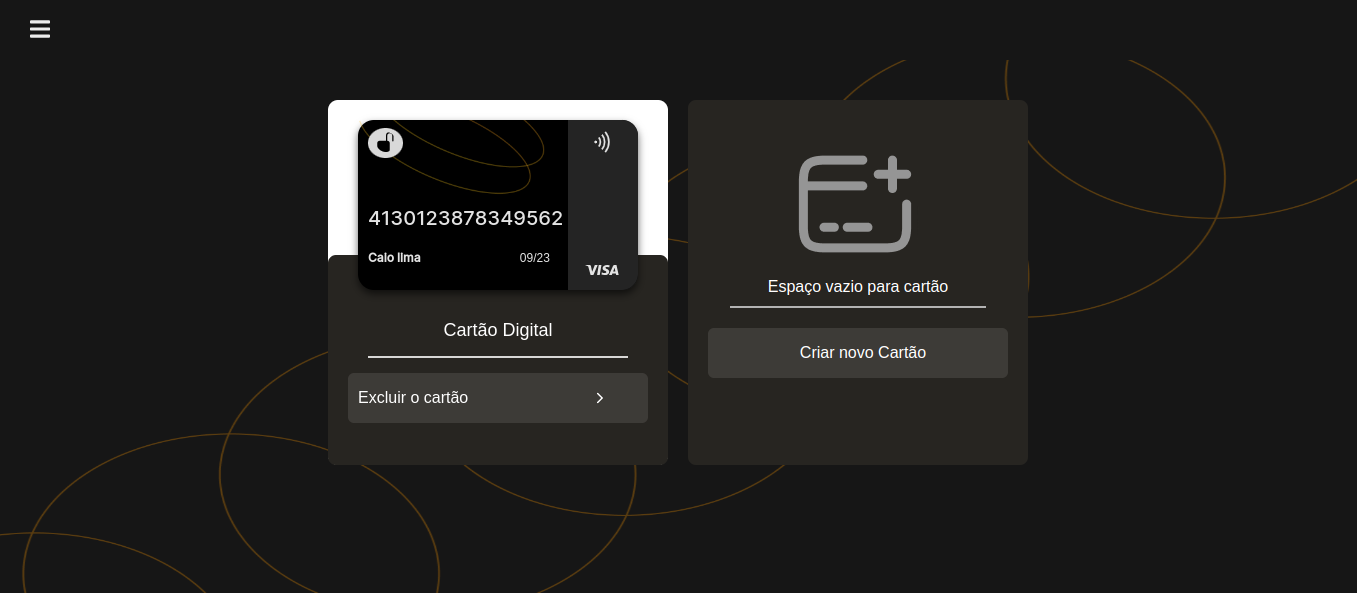 4130123878349562
Caio lima
09/23
VISA
Cartão Digital
Excluir o cartão
Espaço vazio para cartão
Criar novo Cartão